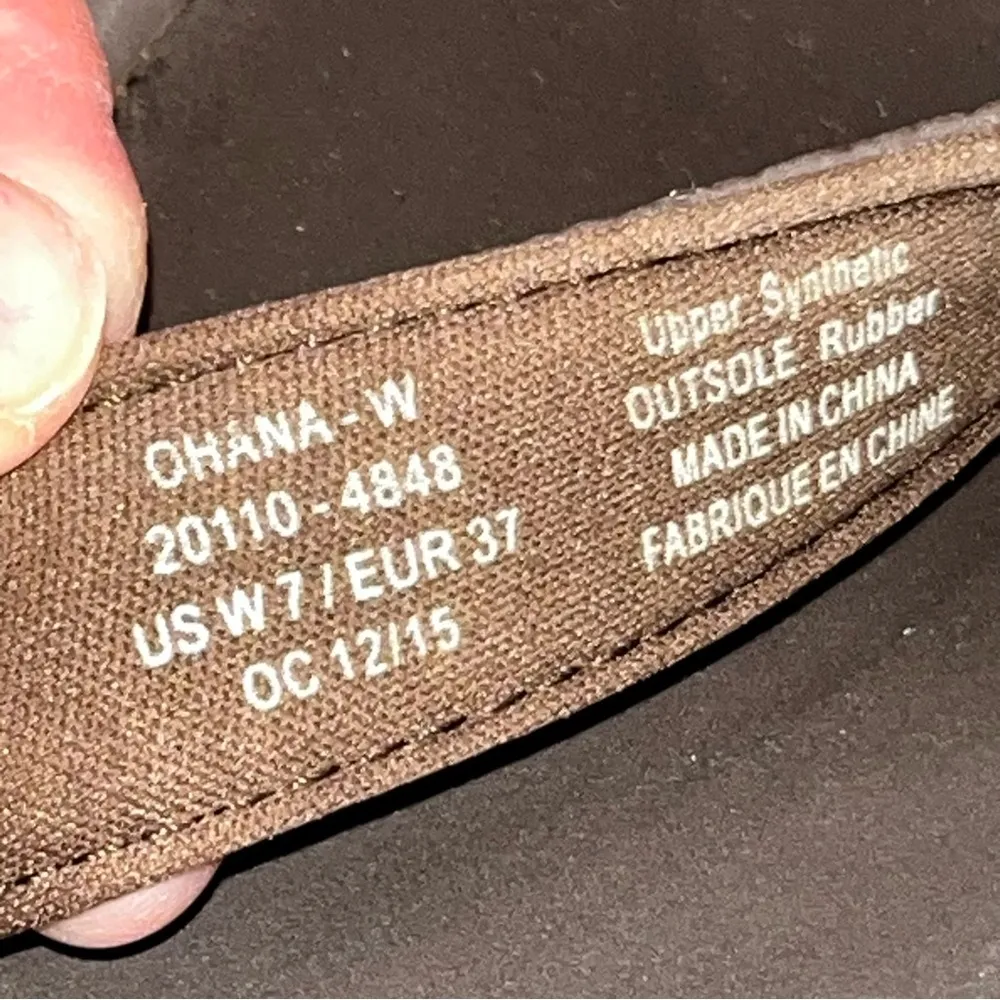 OHANA - W
20110 - 4848
US W 7 / EUR 37
OC 12/15
Upper Synthetic
OUTSOLE Rubber
MADE IN CHINA
FABRIQUE EN CHINE